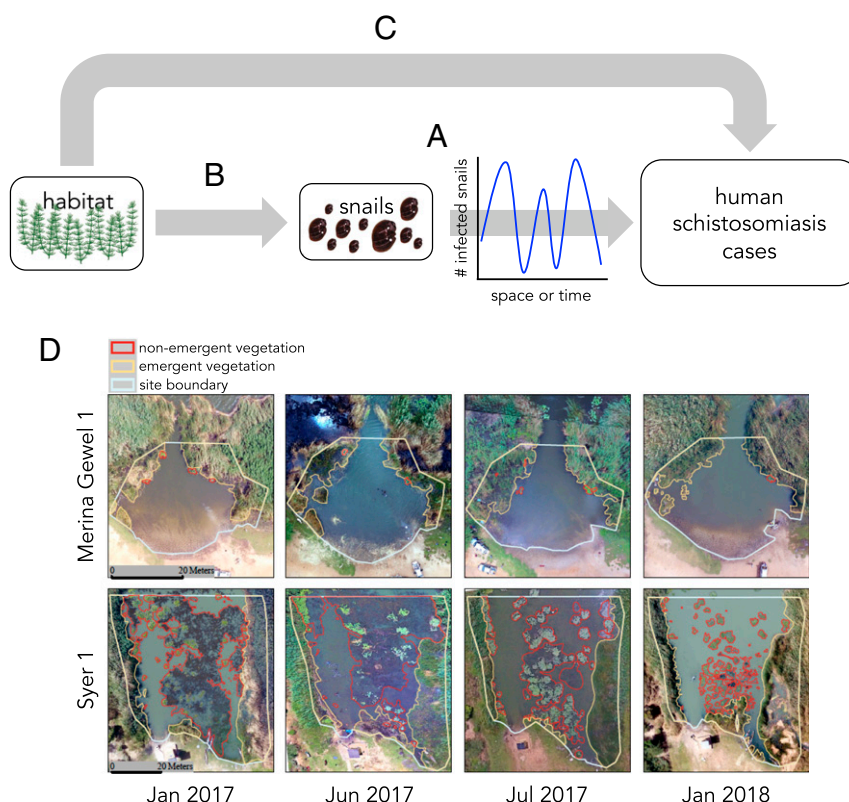 C
A
B
habitat
snails
# infected snails
space or time
human
schistosomiasis
cases
D
non-emergent vegetation
emergent vegetation
site boundary
Merina Gewel 1
0 20 Meters
Syer 1
0 20 Meters
Jan 2017
Jun 2017
Jul 2017
Jan 2018